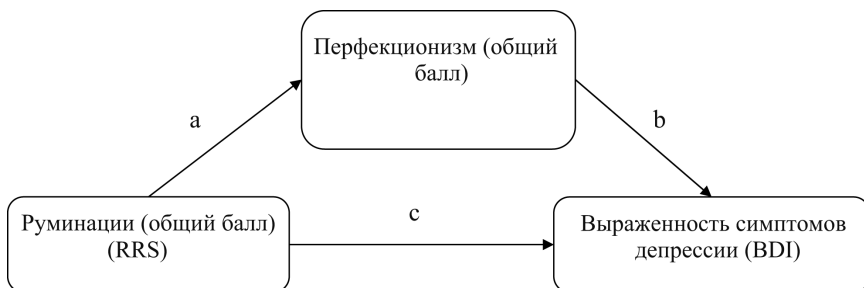 Перфекционизм (общий
балл)
a
b
Руминации (общий балл)
(RRS)
c
Выраженность симптомов
депрессии (BDI)